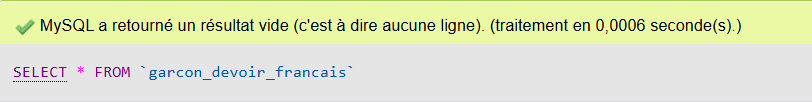 MySQL a retourné un résultat vide (c'est à dire aucune ligne). (traitement en 0,0006 seconde(s).)
SELECT * FROM `garcon_devoir_francais`